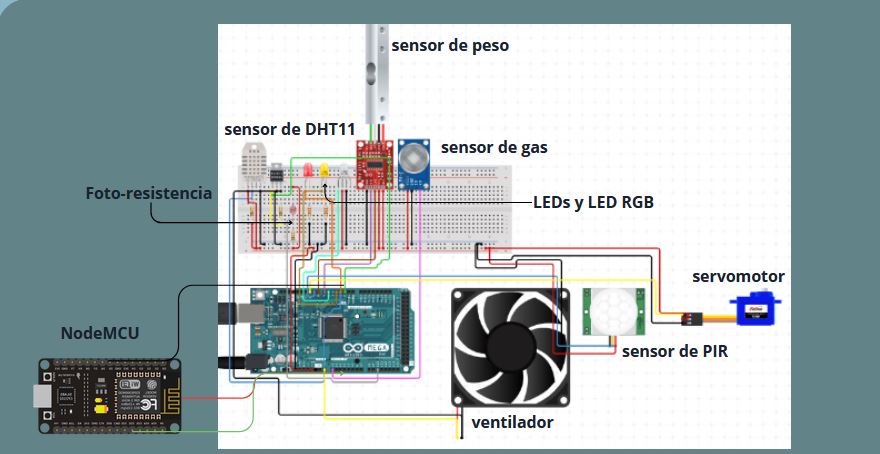 sensor de peso
sensor de DHT11
sensor de gas
Foto-resistencia
LEDs y LED RGB
servomotor
NodeMCU
sensor de PIR
MEGA
ventilador